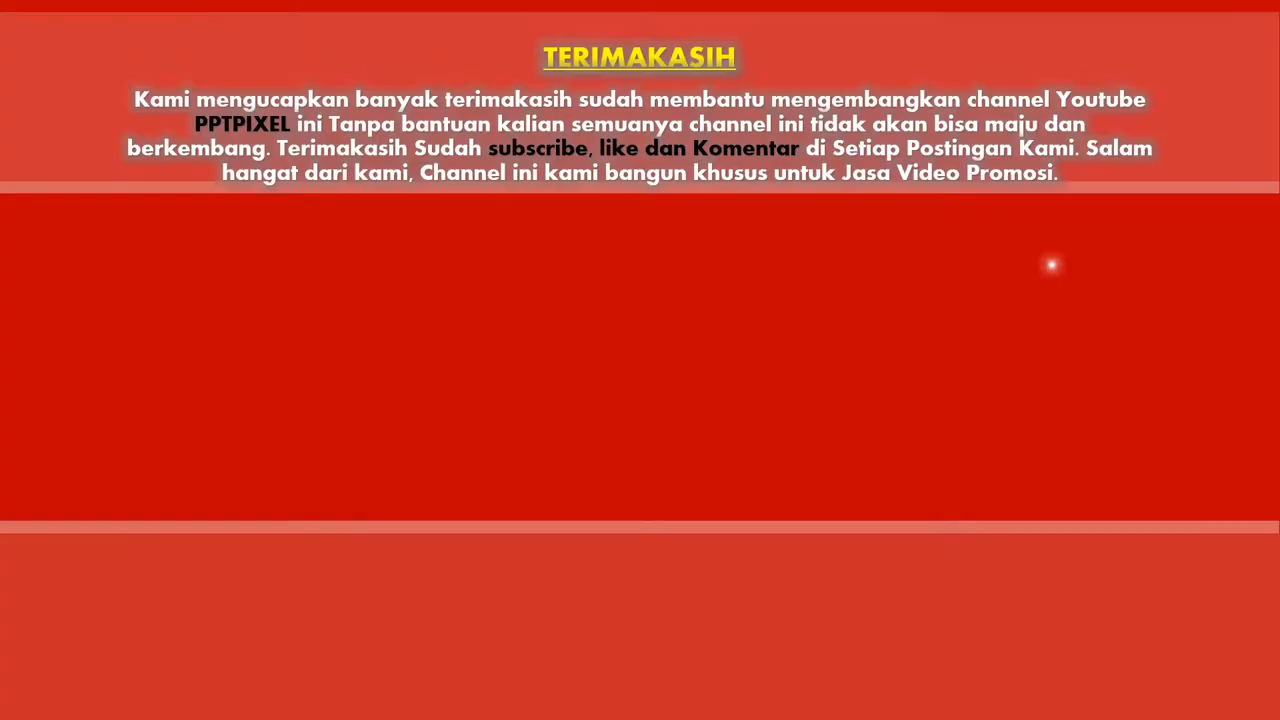 TERIMAKASIH
Kami mengucapkan banyak terimakasih sudah membantu mengembangkan channel Youtube
PPTPIXEL ini Tanpa bantuan kalian semuanya channel ini tidak akan bisa maju dan
berkembang. Terimakasih Sudah subscribe, like dan Komentar di Setiap Postingan Kami. Salam
hangat dari kami, Channel ini kami bangun khusus untuk Jasa Video Promosi.